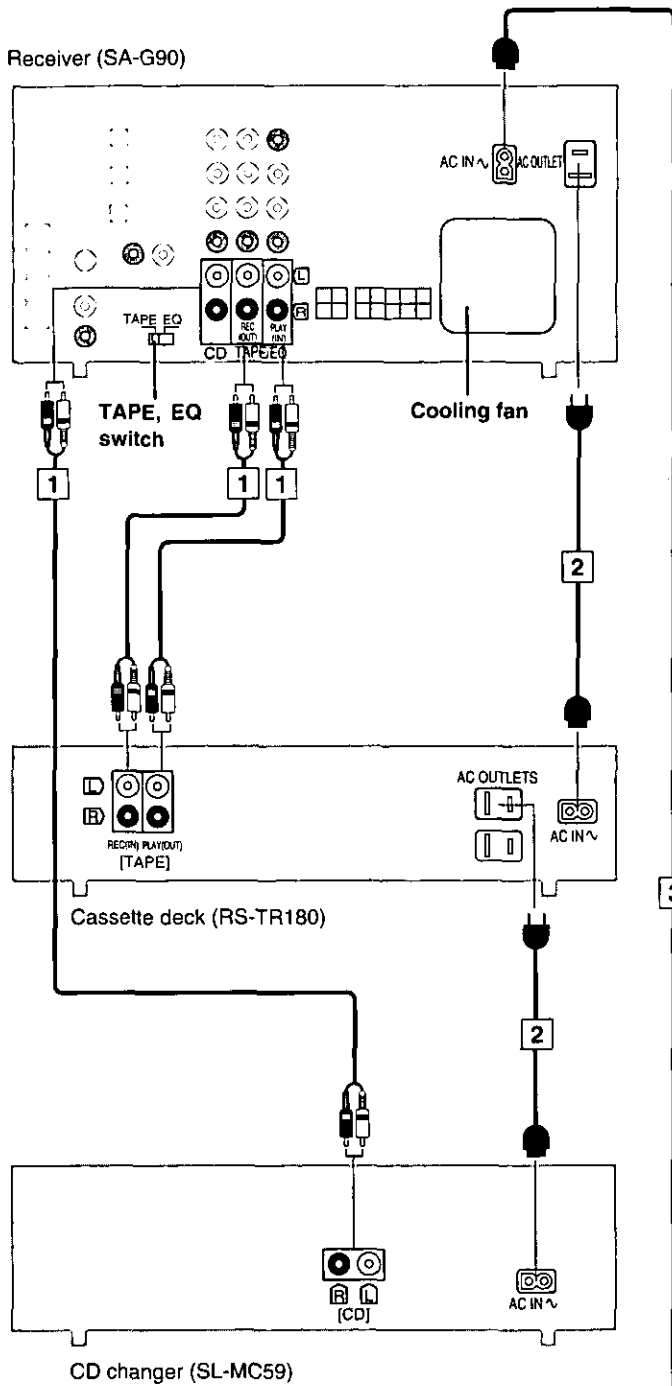 Receiver (SA-G90)
AC IN ∿ AC OUTLET
L
R
TAPE EQ
REC (OUT) PLAY (IN)
CD TAPE/EQ
TAPE, EQ switch
Cooling fan
1 1 1
2
AC OUTLETS
L
R
AC IN ∿
REC(IN) PLAY(OUT)
[TAPE]
Cassette deck (RS-TR180)
2
R L
[CD]
AC IN ∿
CD changer (SL-MC59)